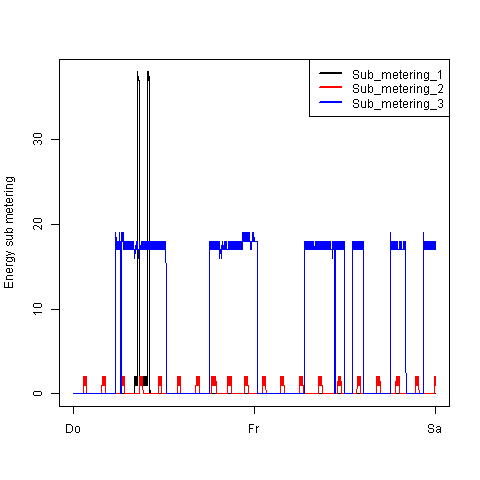 Sub_metering_1
Sub_metering_2
Sub_metering_3
Energy sub metering
30
20
10
0
Do Fr Sa